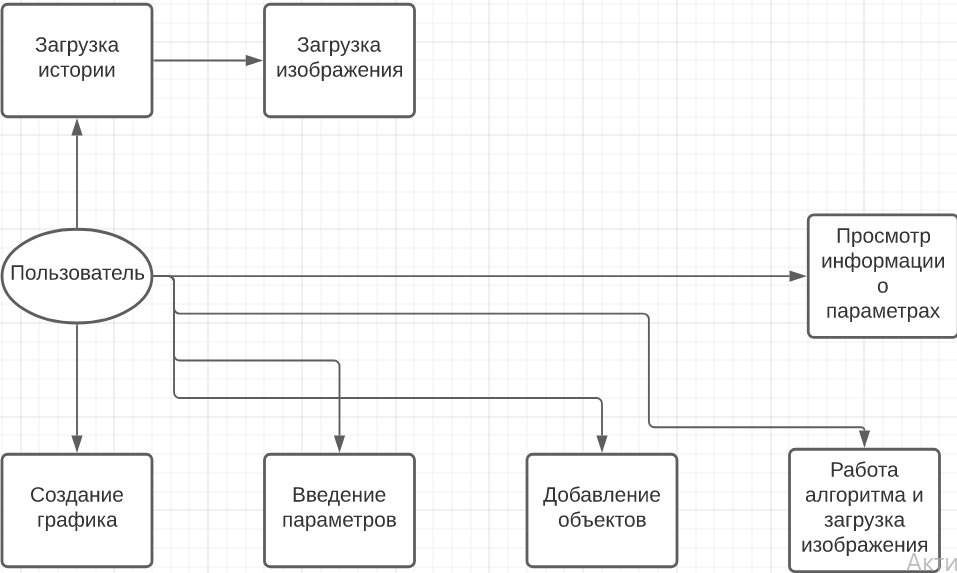 Загрузка
истории
Загрузка
изображения
Пользователь
Просмотр
информации
о
параметрах
Создание
графика
Введение
параметров
Добавление
объектов
Работа
алгоритма и
загрузка
изображения
Акти